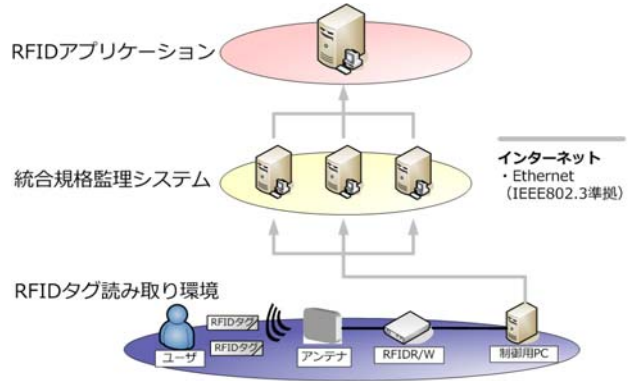 RFIDアプリケーション
統合規格監理システム
インターネット
・Ethernet
（IEEE802.3準拠）
RFIDタグ読み取り環境
RFIDタグ
RFIDタグ
ユーザ
アンテナ
RFIDR/W
制御用PC